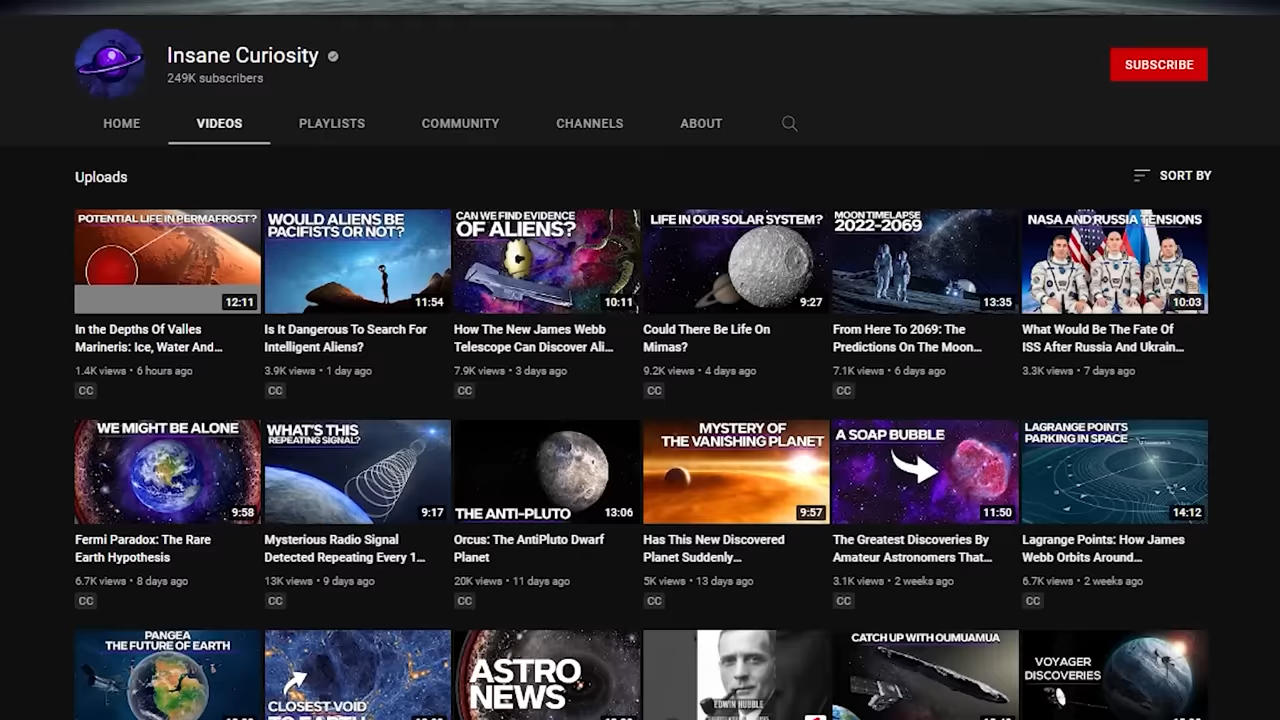 Insane Curiosity
249K subscribers
SUBSCRIBE
HOME VIDEOS PLAYLISTS COMMUNITY CHANNELS ABOUT
Uploads
SORT BY
POTENTIAL LIFE IN PERMAFROST?
12:11
WOULD ALIENS BE
PACIFISTS OR NOT?
11:54
CAN WE FIND EVIDENCE
OF ALIENS?
10:11
LIFE IN OUR SOLAR SYSTEM?
9:27
MOON TIMELAPSE
2022-2069
13:35
NASA AND RUSSIA TENSIONS
10:03
In the Depths Of Valles
Marineris: Ice, Water And...
1.4K views • 6 hours ago
CC
Is It Dangerous To Search For
Intelligent Aliens?
3.9K views • 1 day ago
CC
How The New James Webb
Telescope Can Discover Ali...
7.9K views • 3 days ago
CC
Could There Be Life On
Mimas?
9.2K views • 4 days ago
CC
From Here To 2069: The
Predictions On The Moon...
7.1K views • 6 days ago
CC
What Would Be The Fate Of
ISS After Russia And Ukrain...
3.3K views • 7 days ago
WE MIGHT BE ALONE
9:58
WHAT'S THIS
REPEATING SIGNAL?
9:17
THE ANTI-PLUTO
13:06
MYSTERY OF
THE VANISHING PLANET
9:57
A SOAP BUBBLE
11:50
LAGRANGE POINTS
PARKING IN SPACE
14:12
Fermi Paradox: The Rare
Earth Hypothesis
6.7K views • 8 days ago
CC
Mysterious Radio Signal
Detected Repeating Every 1...
13K views • 9 days ago
CC
Orcus: The AntiPluto Dwarf
Planet
20K views • 11 days ago
CC
Has This New Discovered
Planet Suddenly...
5K views • 13 days ago
CC
The Greatest Discoveries By
Amateur Astronomers That...
3.1K views • 2 weeks ago
CC
Lagrange Points: How James
Webb Orbits Around...
6.7K views • 2 weeks ago
CC
PANGEA
THE FUTURE OF EARTH
CLOSEST VOID
TO EARTH
ASTRO
NEWS
EDWIN HUBBLE
CATCH UP WITH OUMUAMUA
VOYAGER
DISCOVERIES